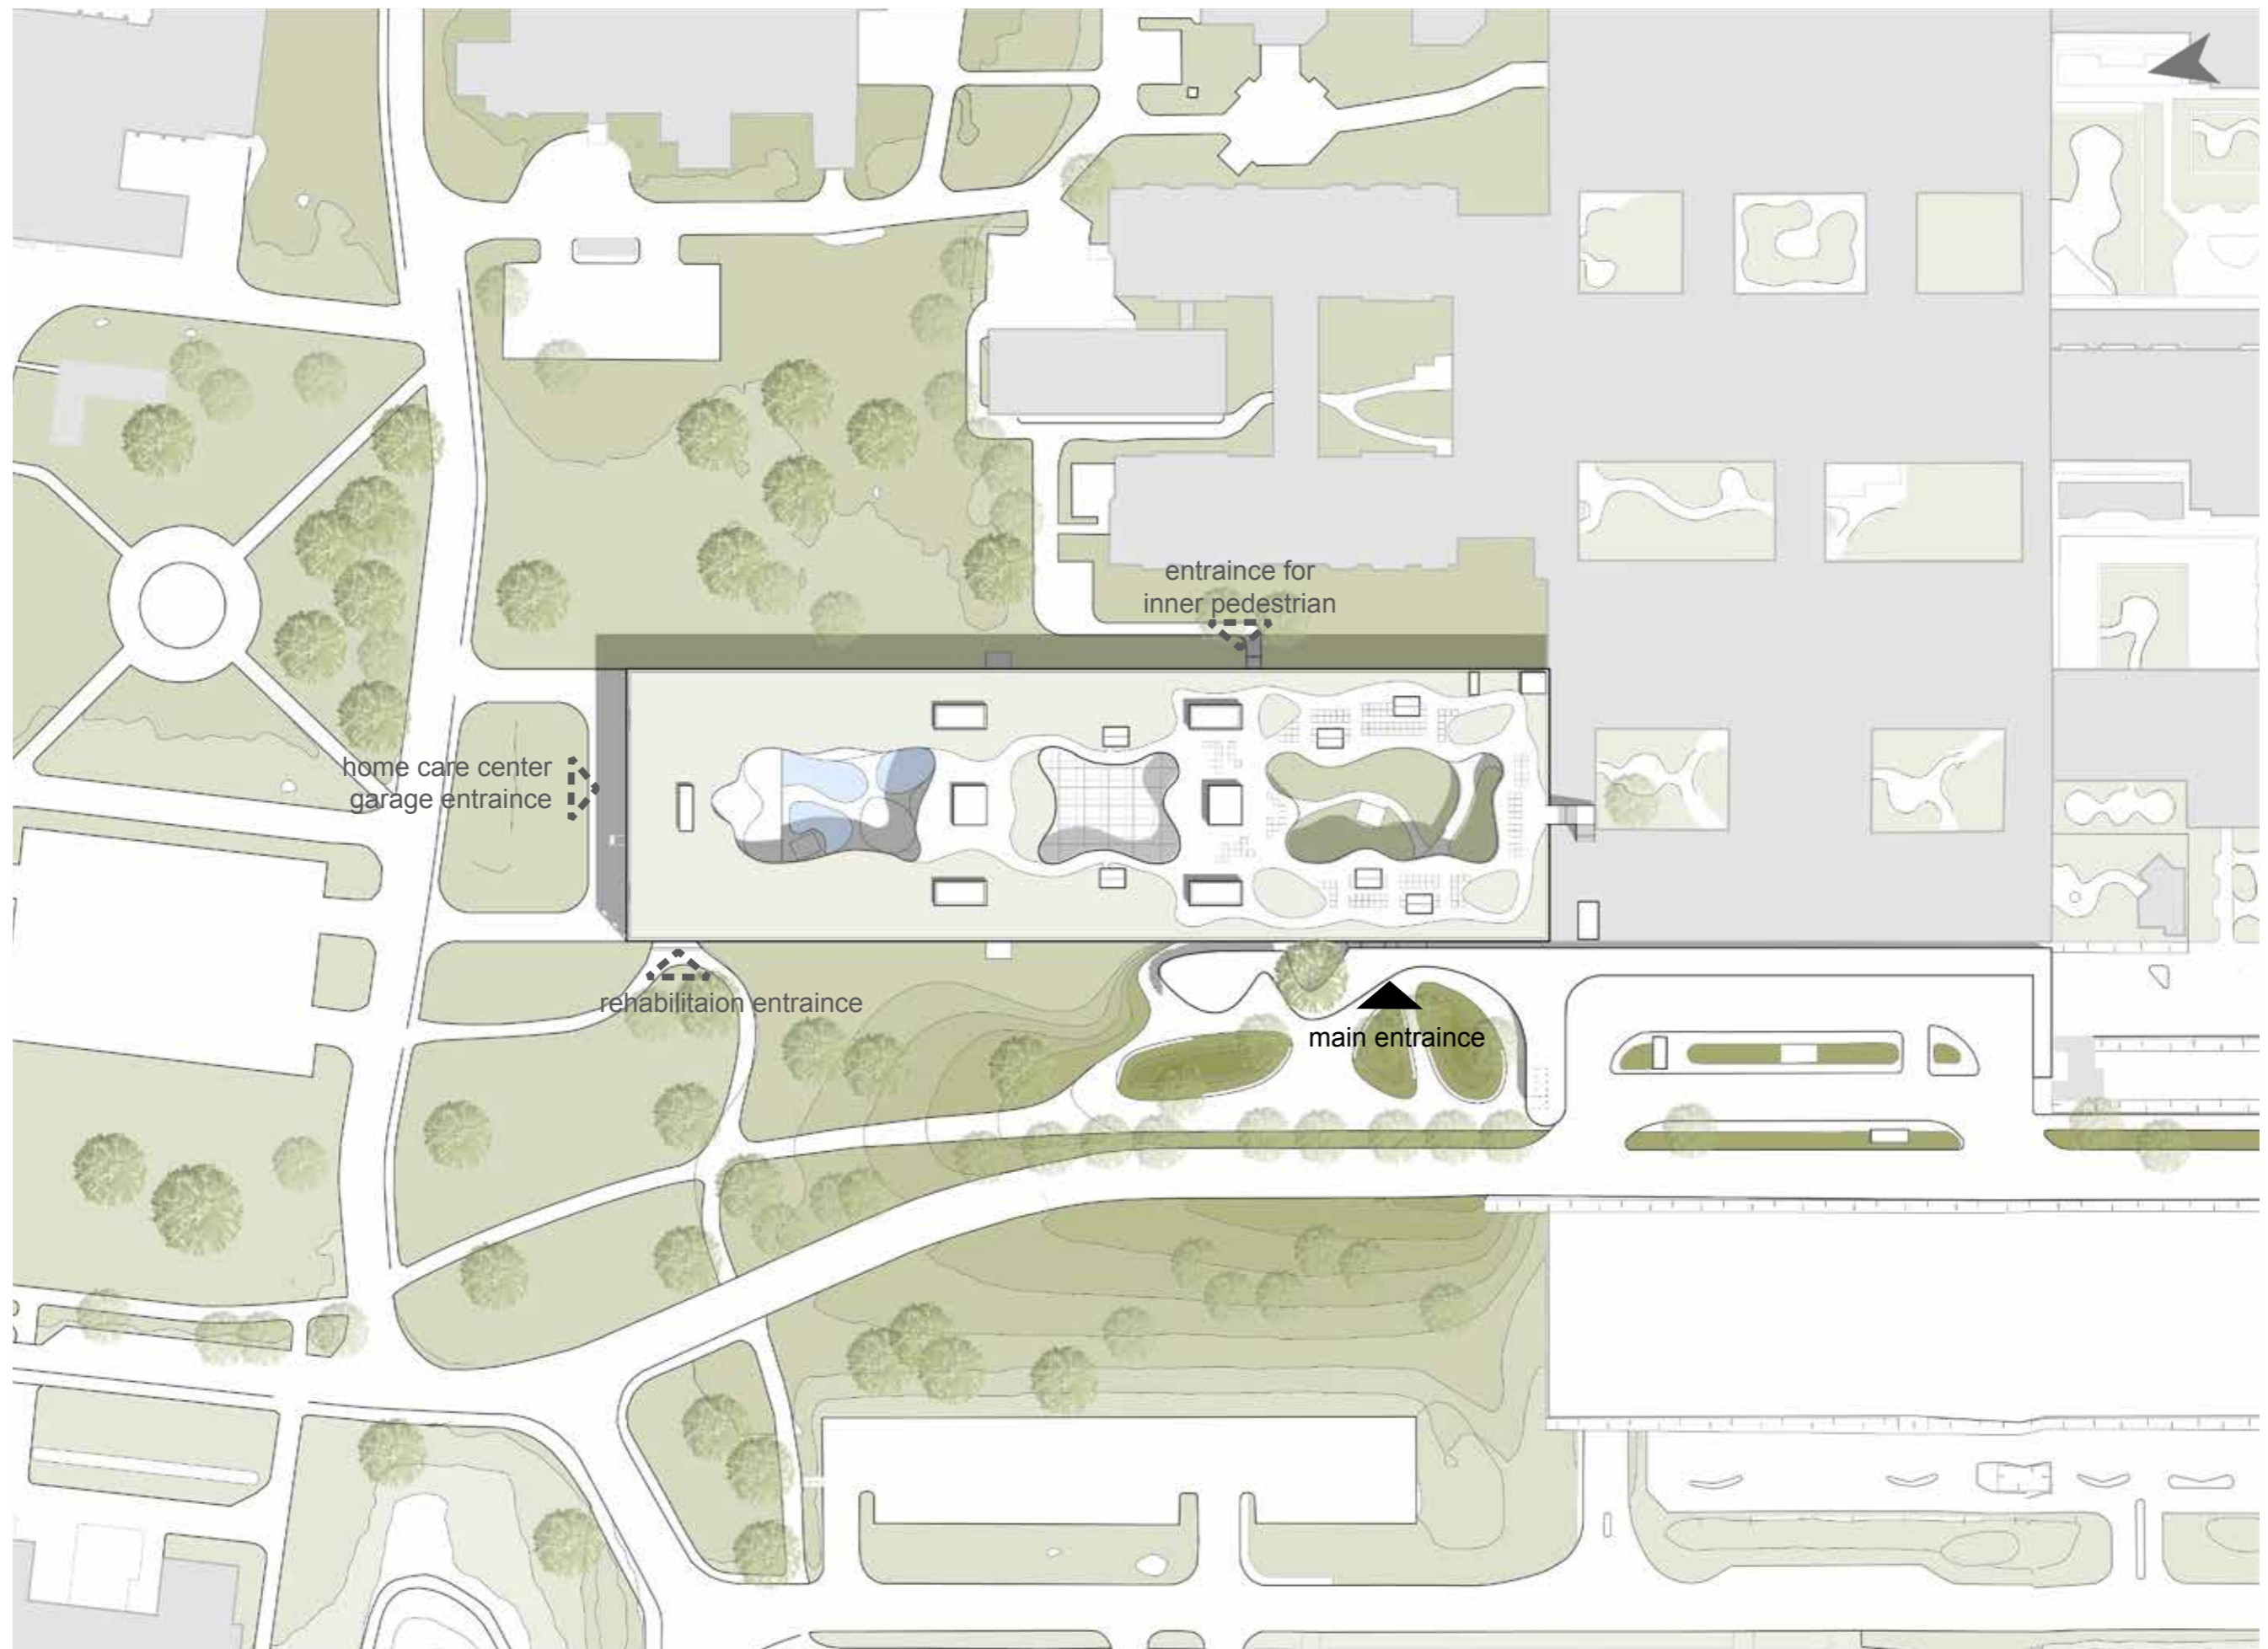 entraince for
inner pedestrian
home care center
garage entraince
rehabilitaion entraince
main entraince